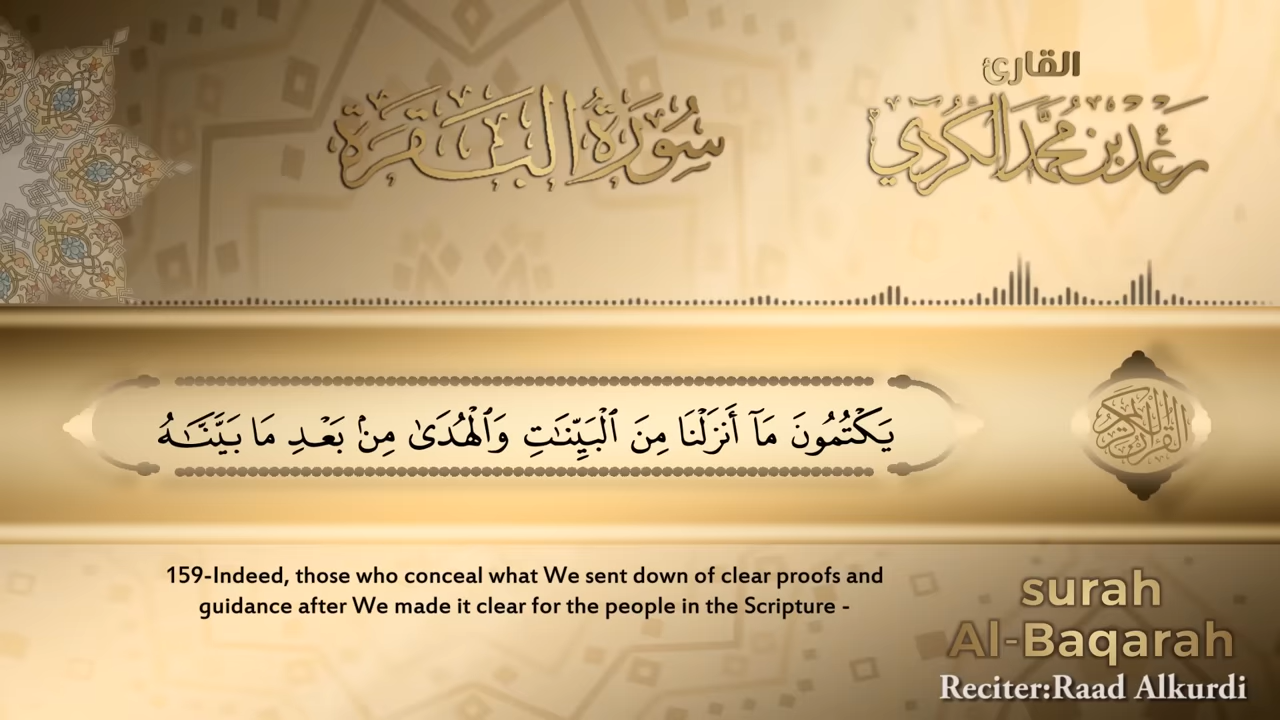 القارئ
سُورَةُ البَقَرَة
رعد بن محمد الكردي
يَكْتُمُونَ مَآ أَنزَلْنَا مِنَ ٱلْبَيِّنَـٰتِ وَٱلْهُدَىٰ مِنۢ بَعْدِ مَا بَيَّنَّـٰهُ
القرآن الكريم
159-Indeed, those who conceal what We sent down of clear proofs and
guidance after We made it clear for the people in the Scripture -
surah
Al-Baqarah
Reciter:Raad Alkurdi